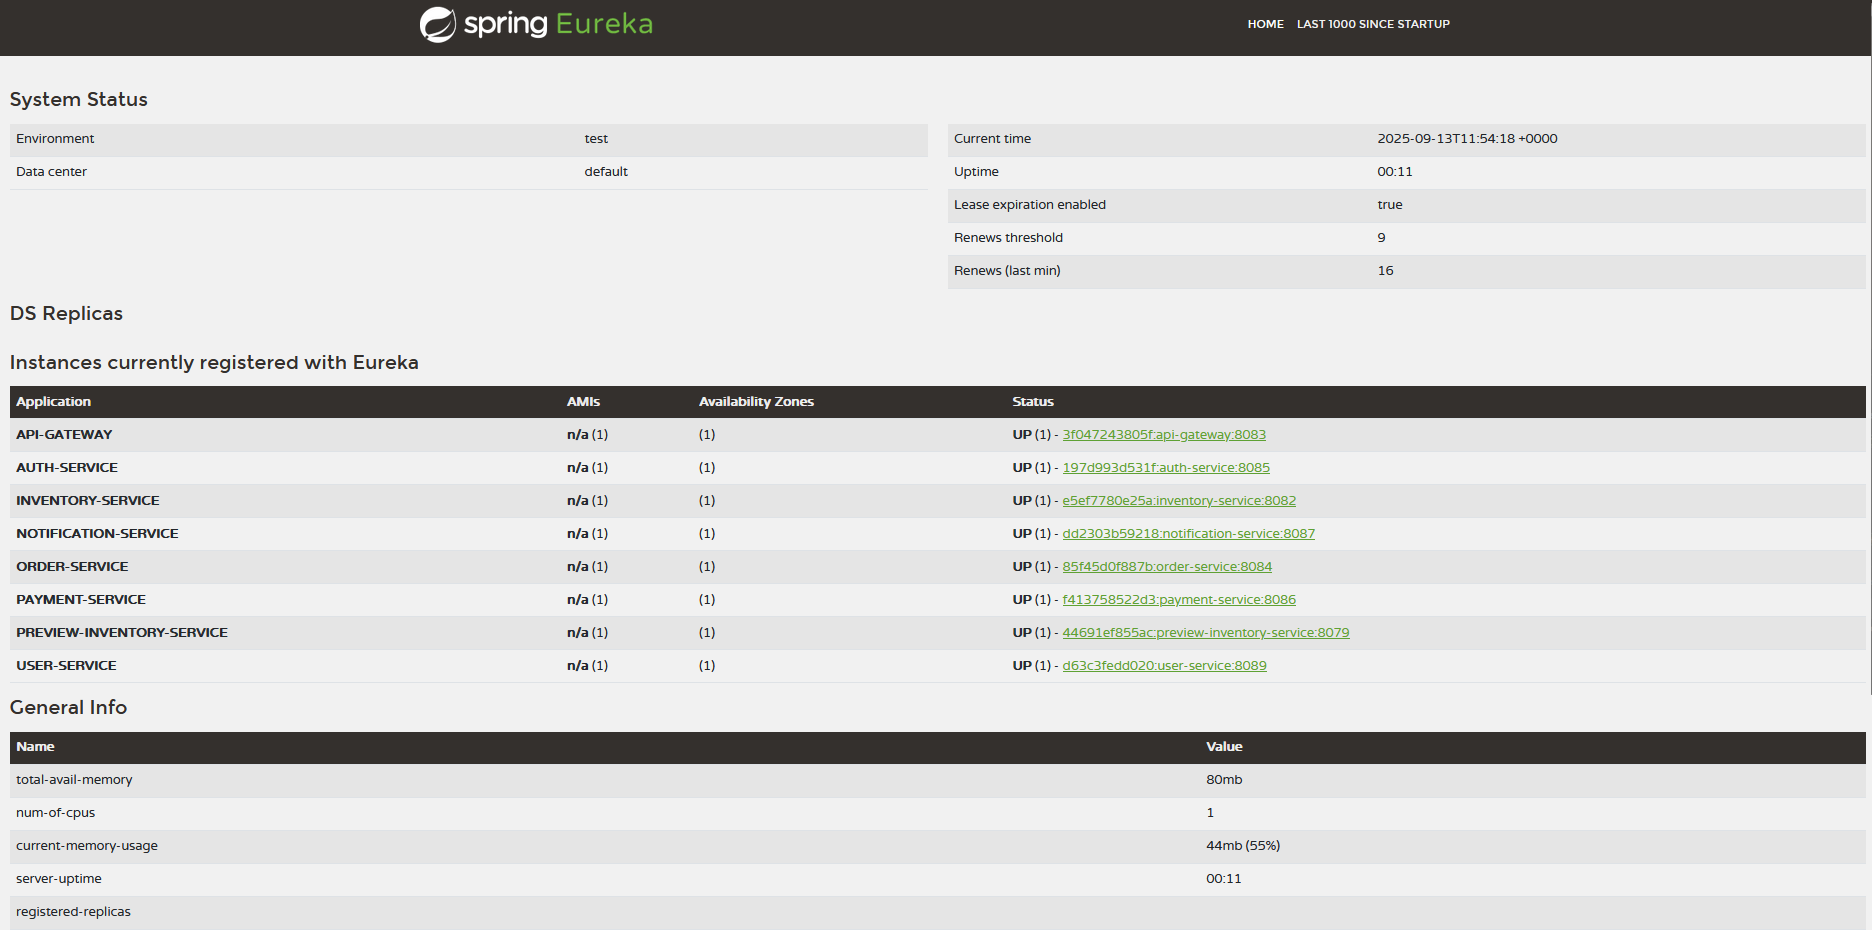 spring Eureka
HOME LAST 1000 SINCE STARTUP
System Status
Environment test
Data center default
Current time 2025-09-13T11:54:18 +0000
Uptime 00:11
Lease expiration enabled true
Renews threshold 9
Renews (last min) 16
DS Replicas
Instances currently registered with Eureka
Application AMIs Availability Zones Status
API-GATEWAY n/a (1) (1) UP (1) - 3f047243805f:api-gateway:8083
AUTH-SERVICE n/a (1) (1) UP (1) - 197d993d531f:auth-service:8085
INVENTORY-SERVICE n/a (1) (1) UP (1) - e5ef7780e25a:inventory-service:8082
NOTIFICATION-SERVICE n/a (1) (1) UP (1) - dd2303b59218:notification-service:8087
ORDER-SERVICE n/a (1) (1) UP (1) - 85f45d0f887b:order-service:8084
PAYMENT-SERVICE n/a (1) (1) UP (1) - f413758522d3:payment-service:8086
PREVIEW-INVENTORY-SERVICE n/a (1) (1) UP (1) - 44691ef855ac:preview-inventory-service:8079
USER-SERVICE n/a (1) (1) UP (1) - d63c3fedd020:user-service:8089
General Info
Name Value
total-avail-memory 80mb
num-of-cpus 1
current-memory-usage 44mb (55%)
server-uptime 00:11
registered-replicas